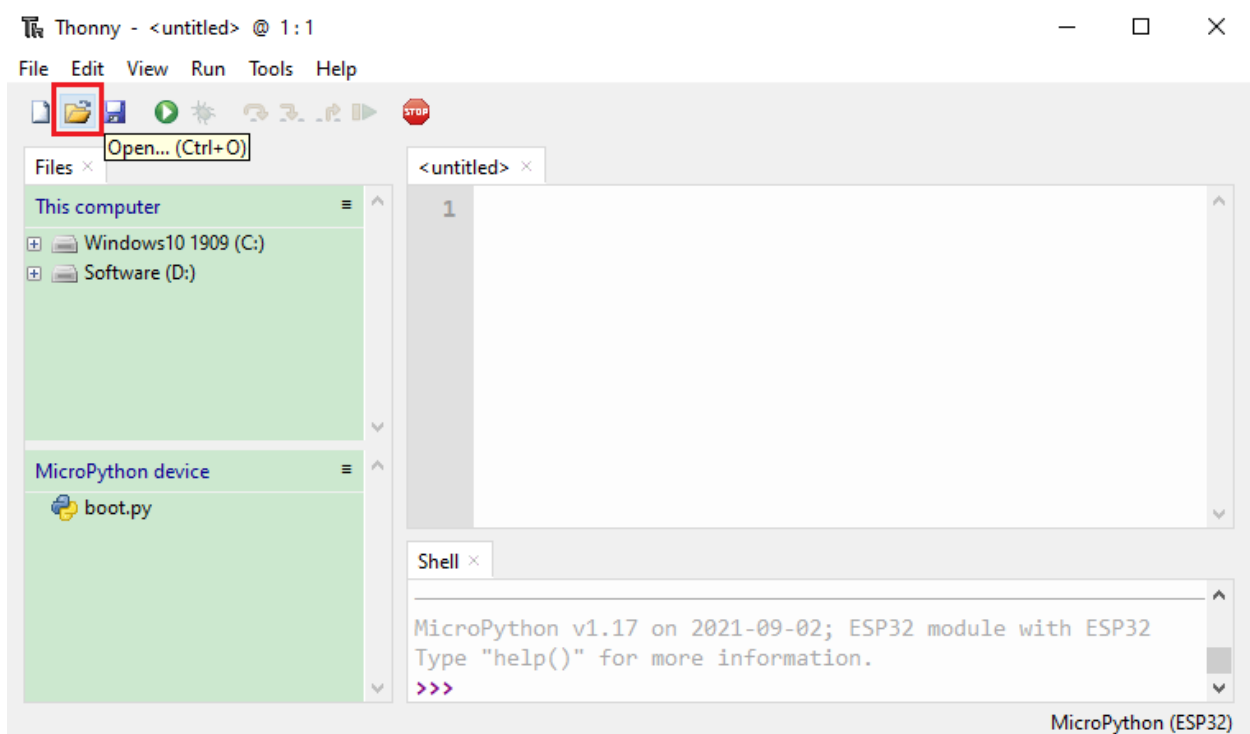 Thonny - <untitled> @ 1:1
File Edit View Run Tools Help
STOP
Open... (Ctrl+O)
Files
This computer
Windows10 1909 (C:)
Software (D:)
MicroPython device
boot.py
<untitled>
1
Shell
MicroPython v1.17 on 2021-09-02; ESP32 module with ESP32
Type "help()" for more information.
>>>
MicroPython (ESP32)